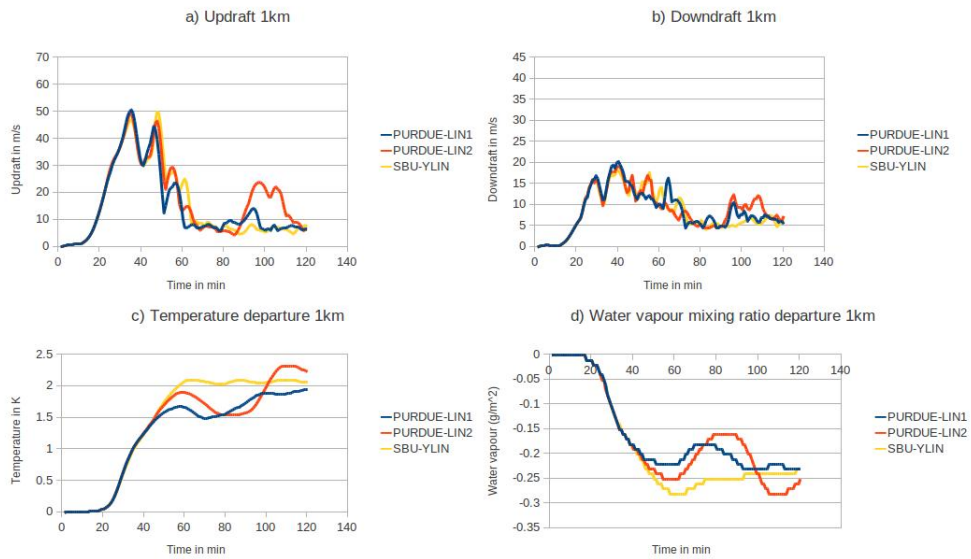 a) Updraft 1km
70
60
50
40
30
20
10
0
0 20 40 60 80 100 120 140
Updraft in m/s
Time in min
PURDUE-LIN1
PURDUE-LIN2
SBU-YLIN
b) Downdraft 1km
45
40
35
30
25
20
15
10
5
0
0 20 40 60 80 100 120 140
Downdraft in m/s
Time in min
PURDUE-LIN1
PURDUE-LIN2
SBU-YLIN
c) Temperature departure 1km
2.5
2
1.5
1
0.5
0
0 20 40 60 80 100 120 140
Temperature in K
Time in min
PURDUE-LIN1
PURDUE-LIN2
SBU-YLIN
d) Water vapour mixing ratio departure 1km
0
0 20 40 60 80 100 120 140
-0.05
-0.1
-0.15
-0.2
-0.25
-0.3
-0.35
Water vapour (g/m^2)
Time in min
PURDUE-LIN1
PURDUE-LIN2
SBU-YLIN